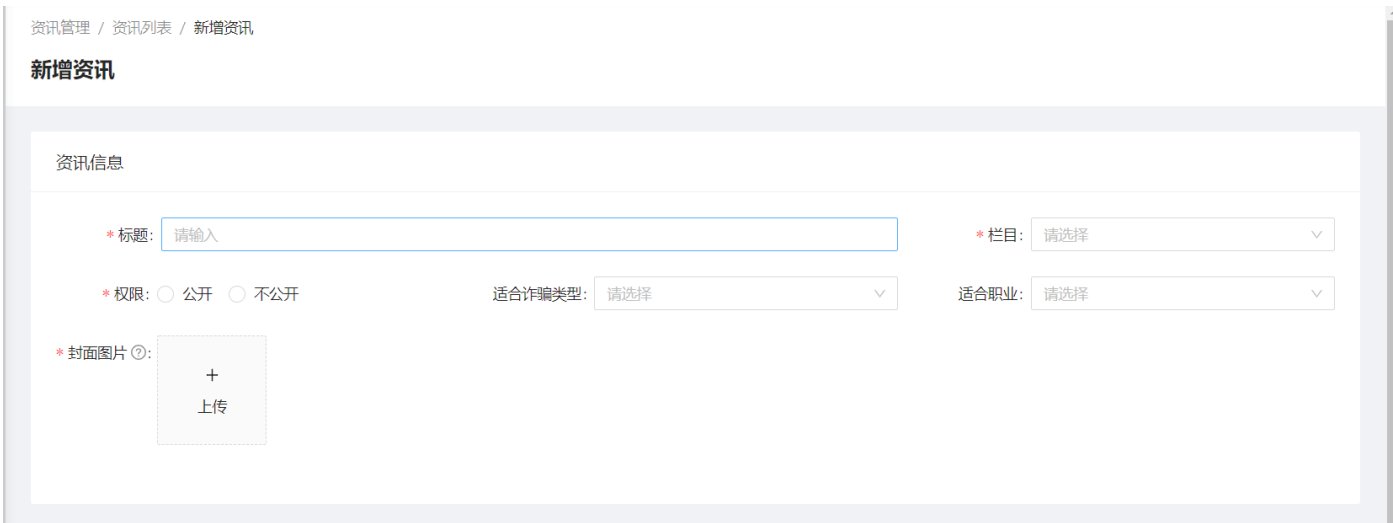 资讯管理 / 资讯列表 / 新增资讯
新增资讯
资讯信息
* 标题: 请输入 * 栏目: 请选择
* 权限: 公开 不公开 适合诈骗类型: 请选择 适合职业: 请选择
* 封面图片 ? :
+
上传